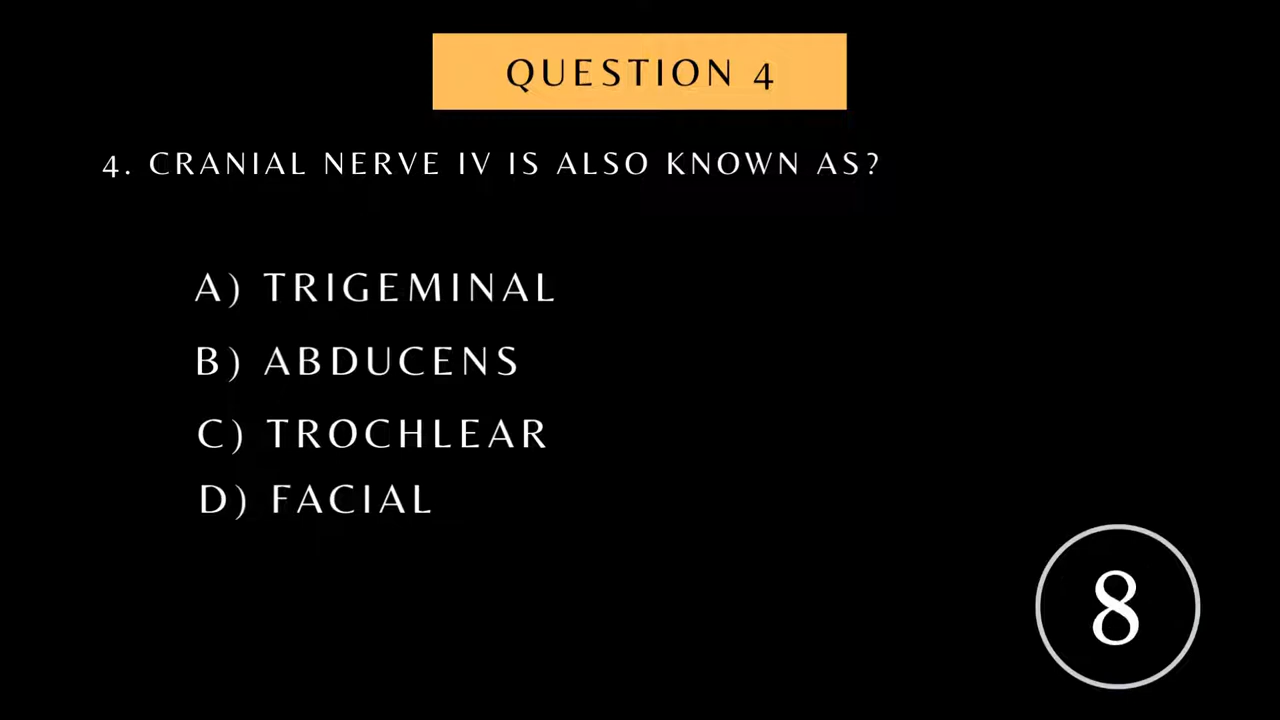 QUESTION 4
4. CRANIAL NERVE IV IS ALSO KNOWN AS?
A) TRIGEMINAL
B) ABDUCENS
C) TROCHLEAR
D) FACIAL
8